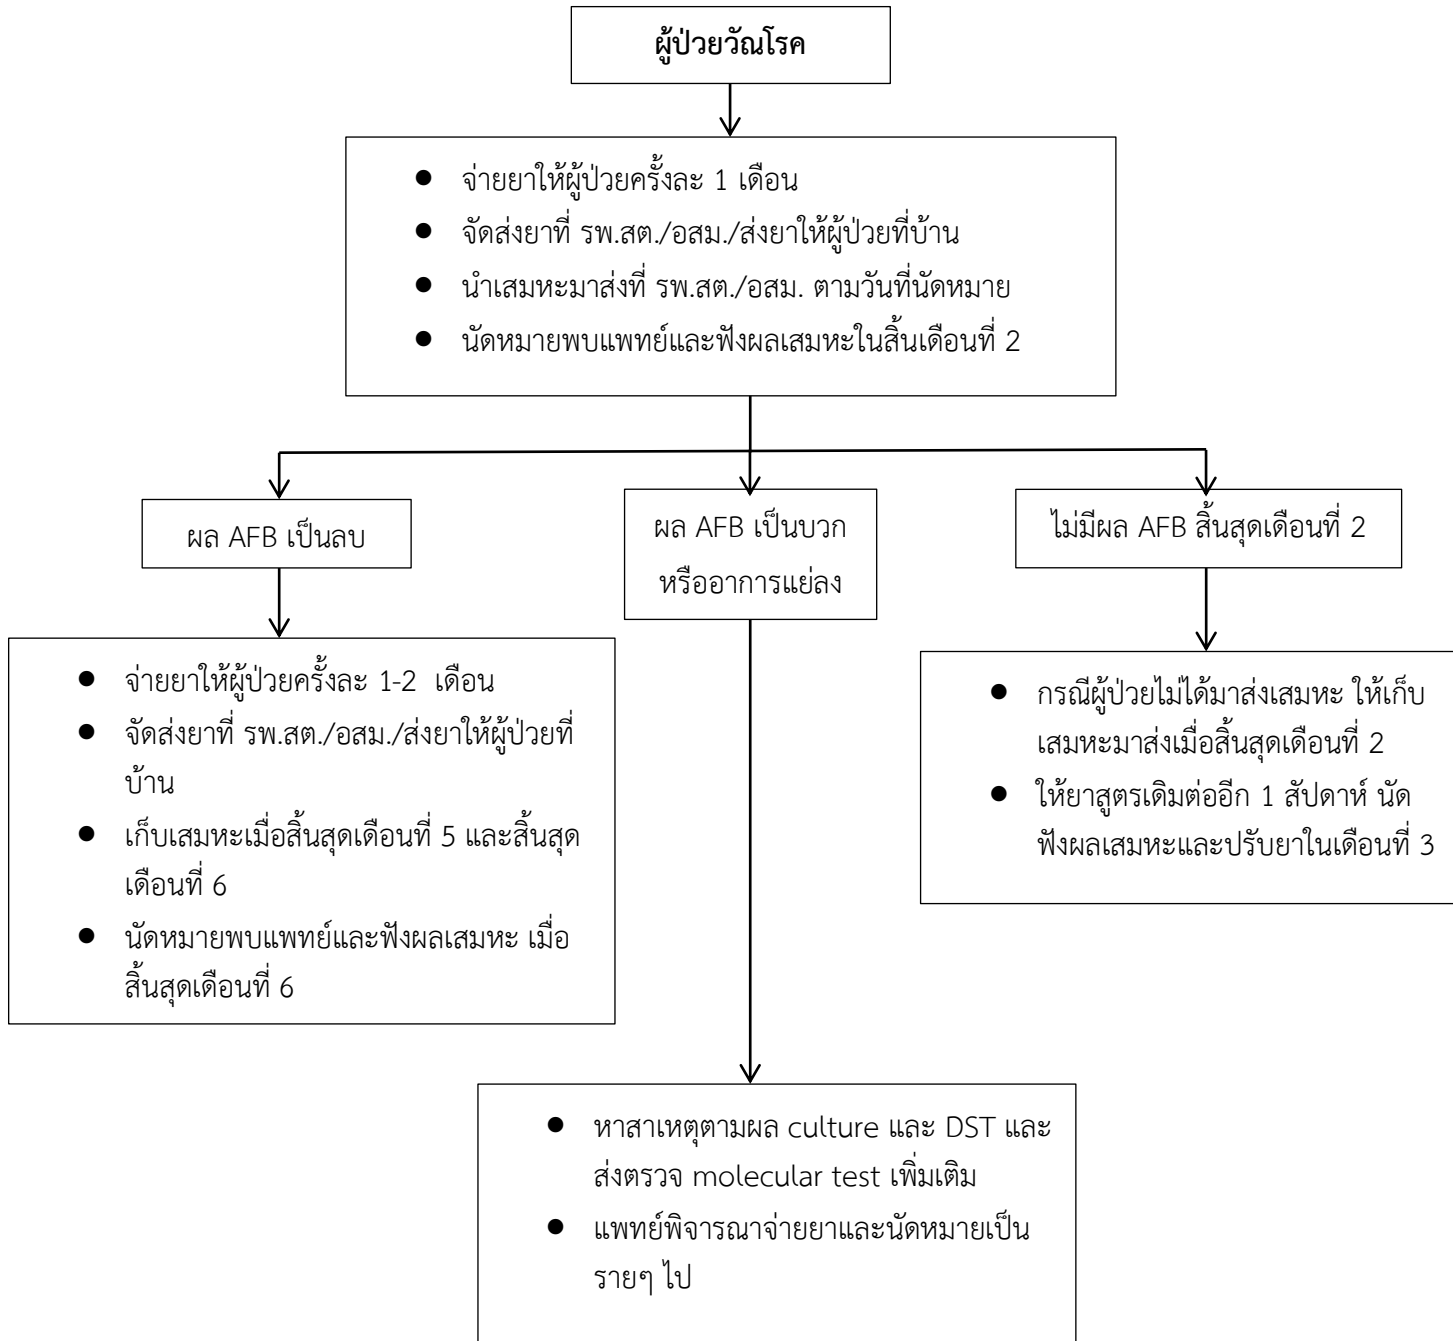 ผู้ป่วยวัณโรค
● จ่ายยาให้ผู้ป่วยครั้งละ 1 เดือน
● จัดส่งยาที่ รพ.สต./อสม./ส่งยาให้ผู้ป่วยที่บ้าน
● นำเสมหะมาส่งที่ รพ.สต./อสม. ตามวันที่นัดหมาย
● นัดหมายพบแพทย์และฟังผลเสมหะในสิ้นเดือนที่ 2
ผล AFB เป็นลบ
● จ่ายยาให้ผู้ป่วยครั้งละ 1-2 เดือน
● จัดส่งยาที่ รพ.สต./อสม./ส่งยาให้ผู้ป่วยที่
บ้าน
● เก็บเสมหะเมื่อสิ้นสุดเดือนที่ 5 และสิ้นสุด
เดือนที่ 6
● นัดหมายพบแพทย์และฟังผลเสมหะ เมื่อ
สิ้นสุดเดือนที่ 6
ผล AFB เป็นบวก
หรืออาการแย่ลง
● หาสาเหตุตามผล culture และ DST และ
ส่งตรวจ molecular test เพิ่มเติม
● แพทย์พิจารณาจ่ายยาและนัดหมายเป็น
รายๆ ไป
ไม่มีผล AFB สิ้นสุดเดือนที่ 2
● กรณีผู้ป่วยไม่ได้มาส่งเสมหะ ให้เก็บ
เสมหะมาส่งเมื่อสิ้นสุดเดือนที่ 2
● ให้ยาสูตรเดิมต่ออีก 1 สัปดาห์ นัด
ฟังผลเสมหะและปรับยาในเดือนที่ 3